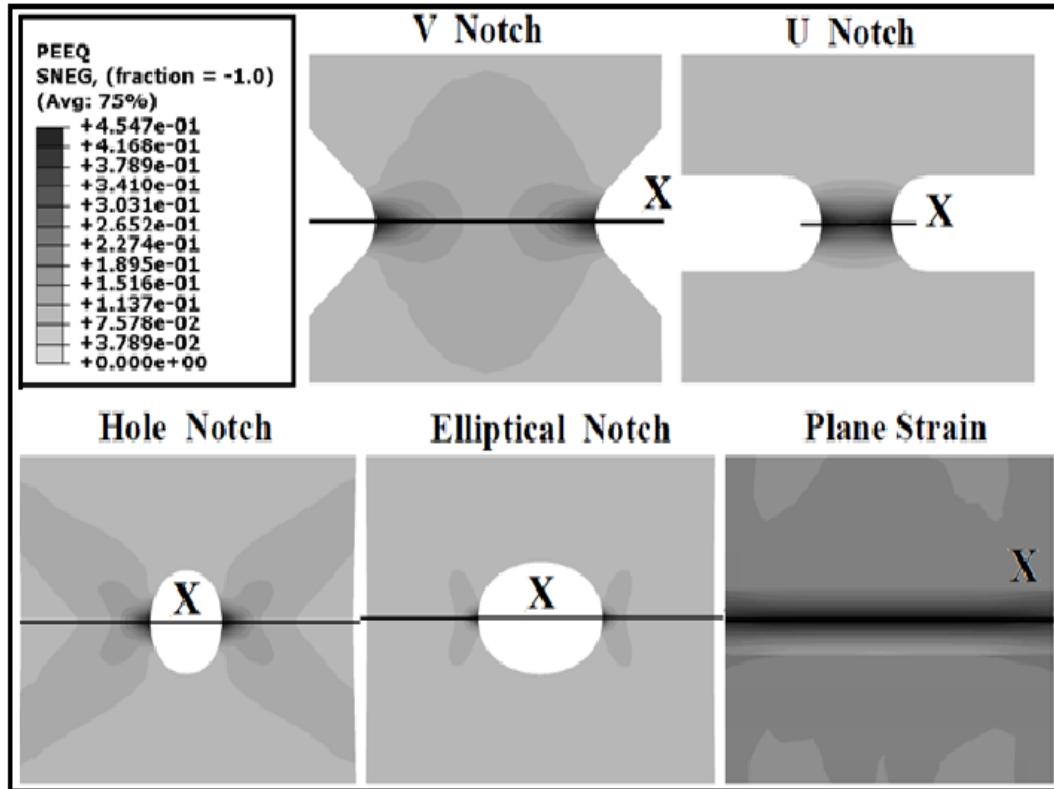 PEEQ
SNEG, (fraction = -1.0)
(Avg: 75%)
+4.547e-01
+4.168e-01
+3.789e-01
+3.410e-01
+3.031e-01
+2.652e-01
+2.274e-01
+1.895e-01
+1.516e-01
+1.137e-01
+7.578e-02
+3.789e-02
+0.000e+00
V Notch
X
U Notch
X
Hole Notch
X
Elliptical Notch
X
Plane Strain
X